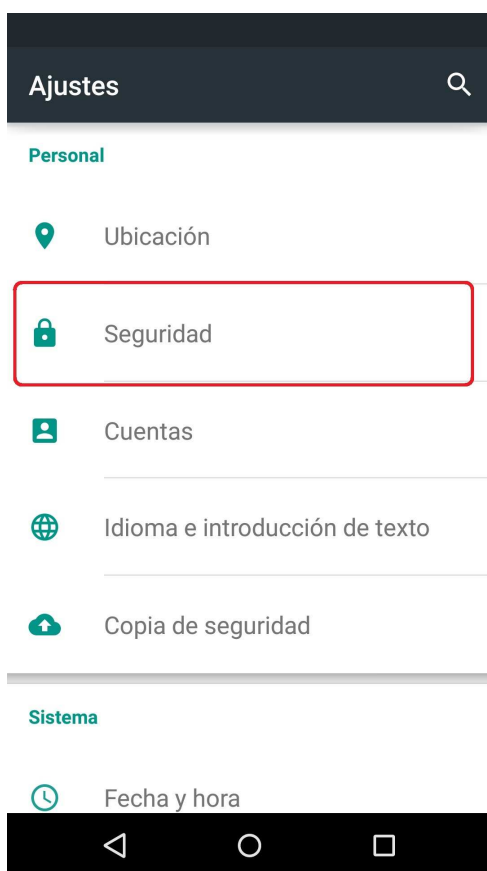 Ajustes
Personal
Ubicación
Seguridad
Cuentas
Idioma e introducción de texto
Copia de seguridad
Sistema
Fecha y hora